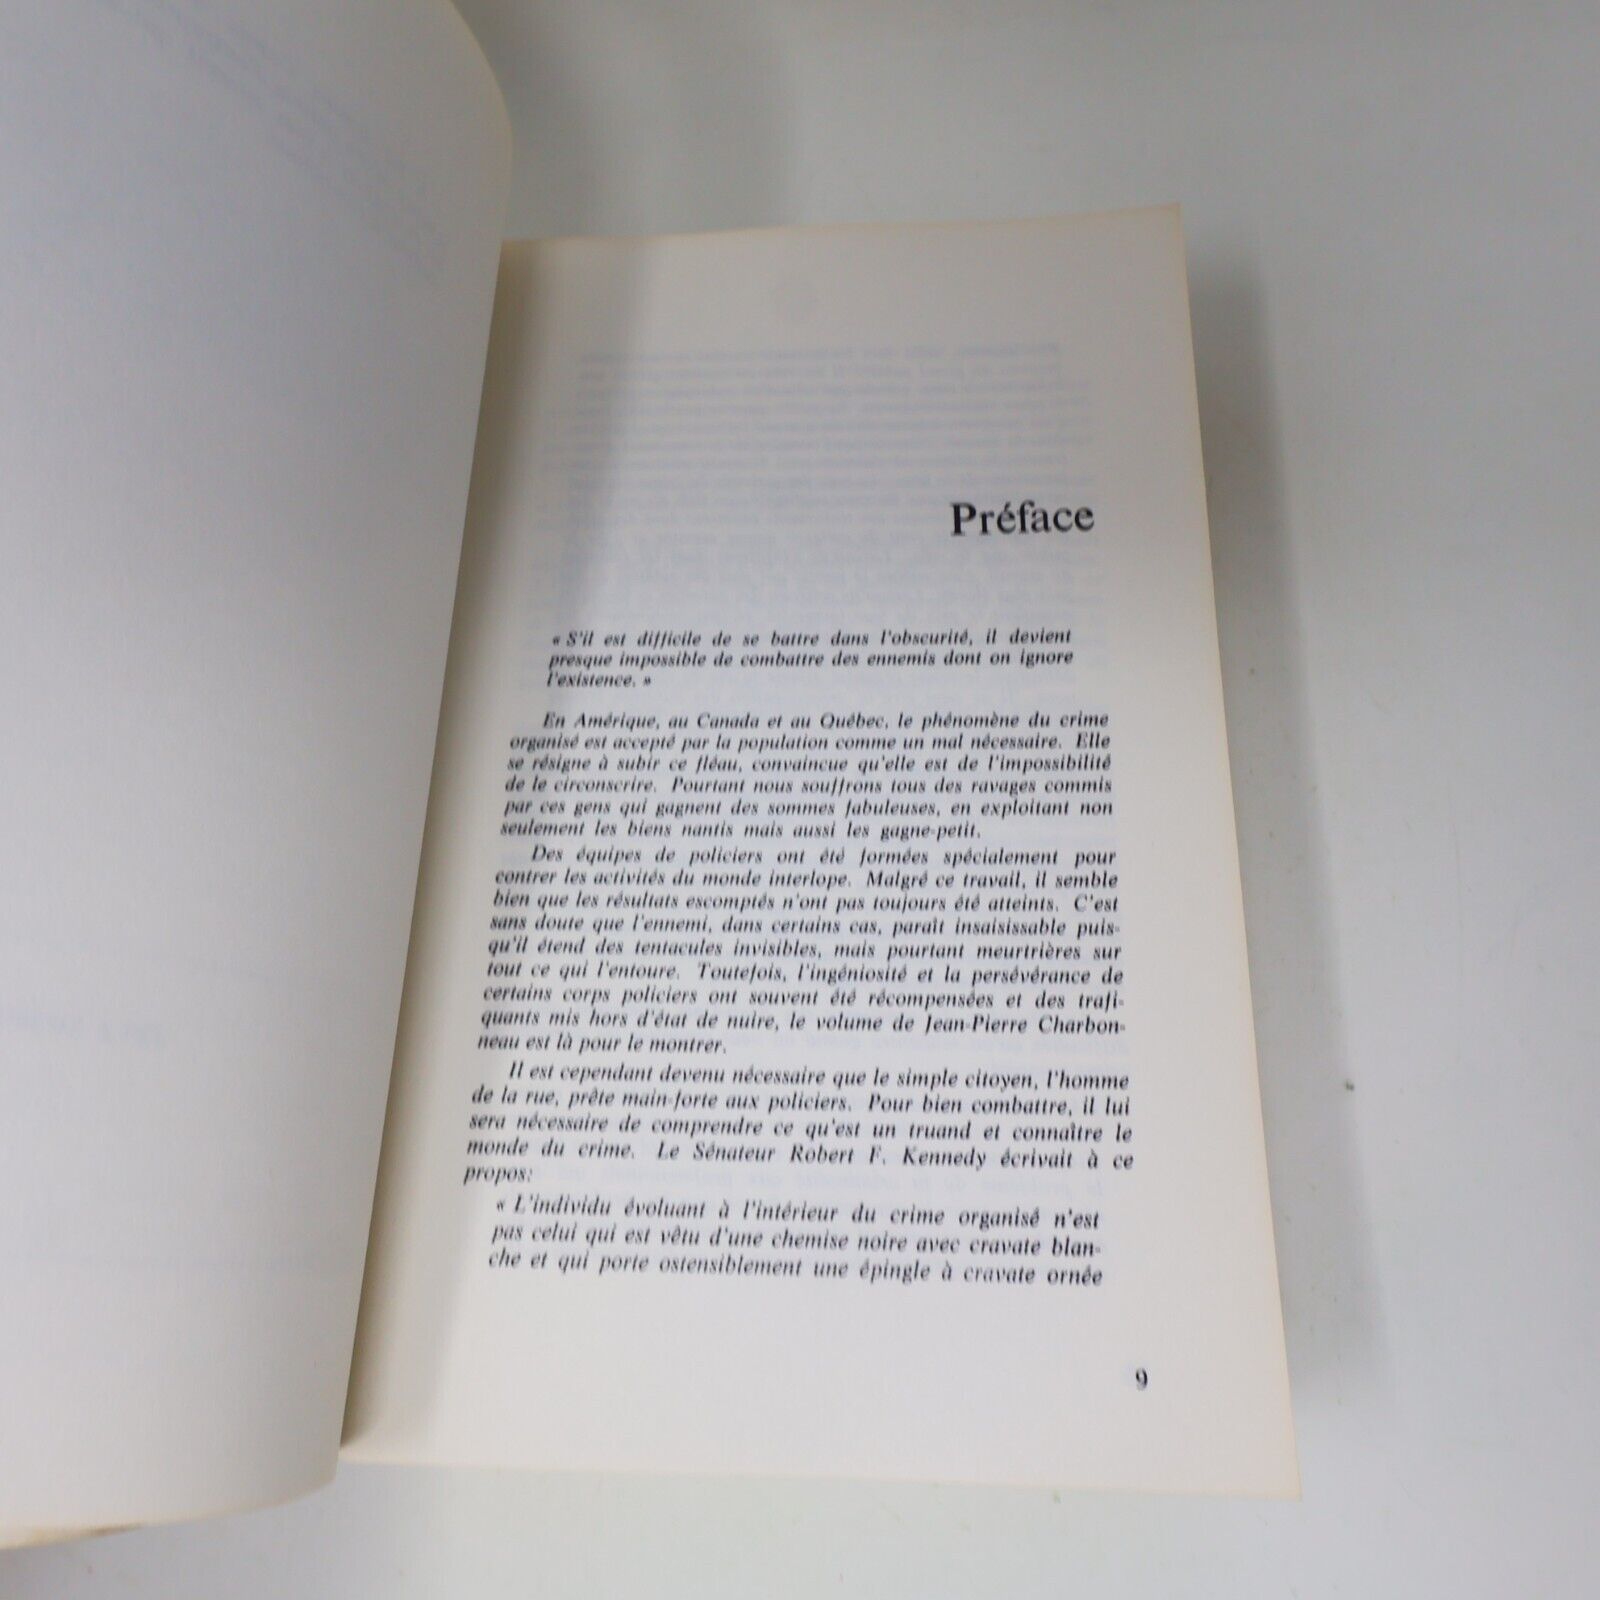 Préface
« S'il est difficile de se battre dans l'obscurité, il devient
presque impossible de combattre des ennemis dont on ignore
l'existence. »
En Amérique, au Canada et au Québec, le phénomène du crime
organisé est accepté par la population comme un mal nécessaire. Elle
se résigne à subir ce fléau, convaincue qu'elle est de l'impossibilité
de le circonscrire. Pourtant nous souffrons tous des ravages commis
par ces gens qui gagnent des sommes fabuleuses, en exploitant non
seulement les biens nantis mais aussi les gagne-petit.
Des équipes de policiers ont été formées spécialement pour
contrer les activités du monde interlope. Malgré ce travail, il semble
bien que les résultats escomptés n'ont pas toujours été atteints. C'est
sans doute que l'ennemi, dans certains cas, paraît insaisissable puis-
qu'il étend des tentacules invisibles, mais pourtant meurtrières sur
tout ce qui l'entoure. Toutefois, l'ingéniosité et la persévérance de
certains corps policiers ont souvent été récompensées et des trafi-
quants mis hors d'état de nuire, le volume de Jean-Pierre Charbon-
neau est là pour le montrer.
Il est cependant devenu nécessaire que le simple citoyen, l'homme
de la rue, prête main-forte aux policiers. Pour bien combattre, il lui
sera nécessaire de comprendre ce qu'est un truand et connaître le
monde du crime. Le Sénateur Robert F. Kennedy écrivait à ce
propos:
« L'individu évoluant à l'intérieur du crime organisé n'est
pas celui qui est vêtu d'une chemise noire avec cravate blan-
che et qui porte ostensiblement une épingle à cravate ornée
9